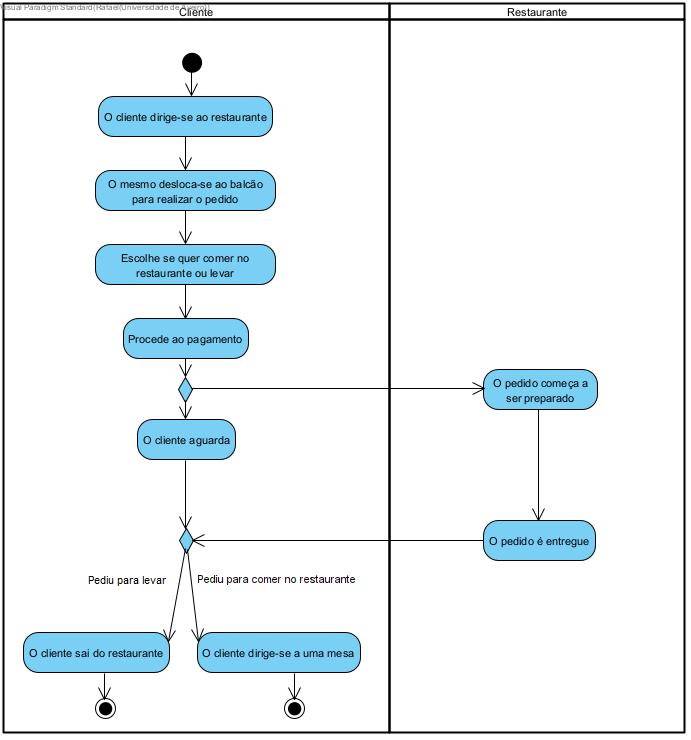 Visual Paradigm Standard(Rafael(Universidade de Aveiro))
Cliente
Restaurante
O cliente dirige-se ao restaurante
O mesmo desloca-se ao balcão
para realizar o pedido
Escolhe se quer comer no
restaurante ou levar
Procede ao pagamento
O pedido começa a
ser preparado
O cliente aguarda
O pedido é entregue
Pediu para levar
Pediu para comer no restaurante
O cliente sai do restaurante
O cliente dirige-se a uma mesa